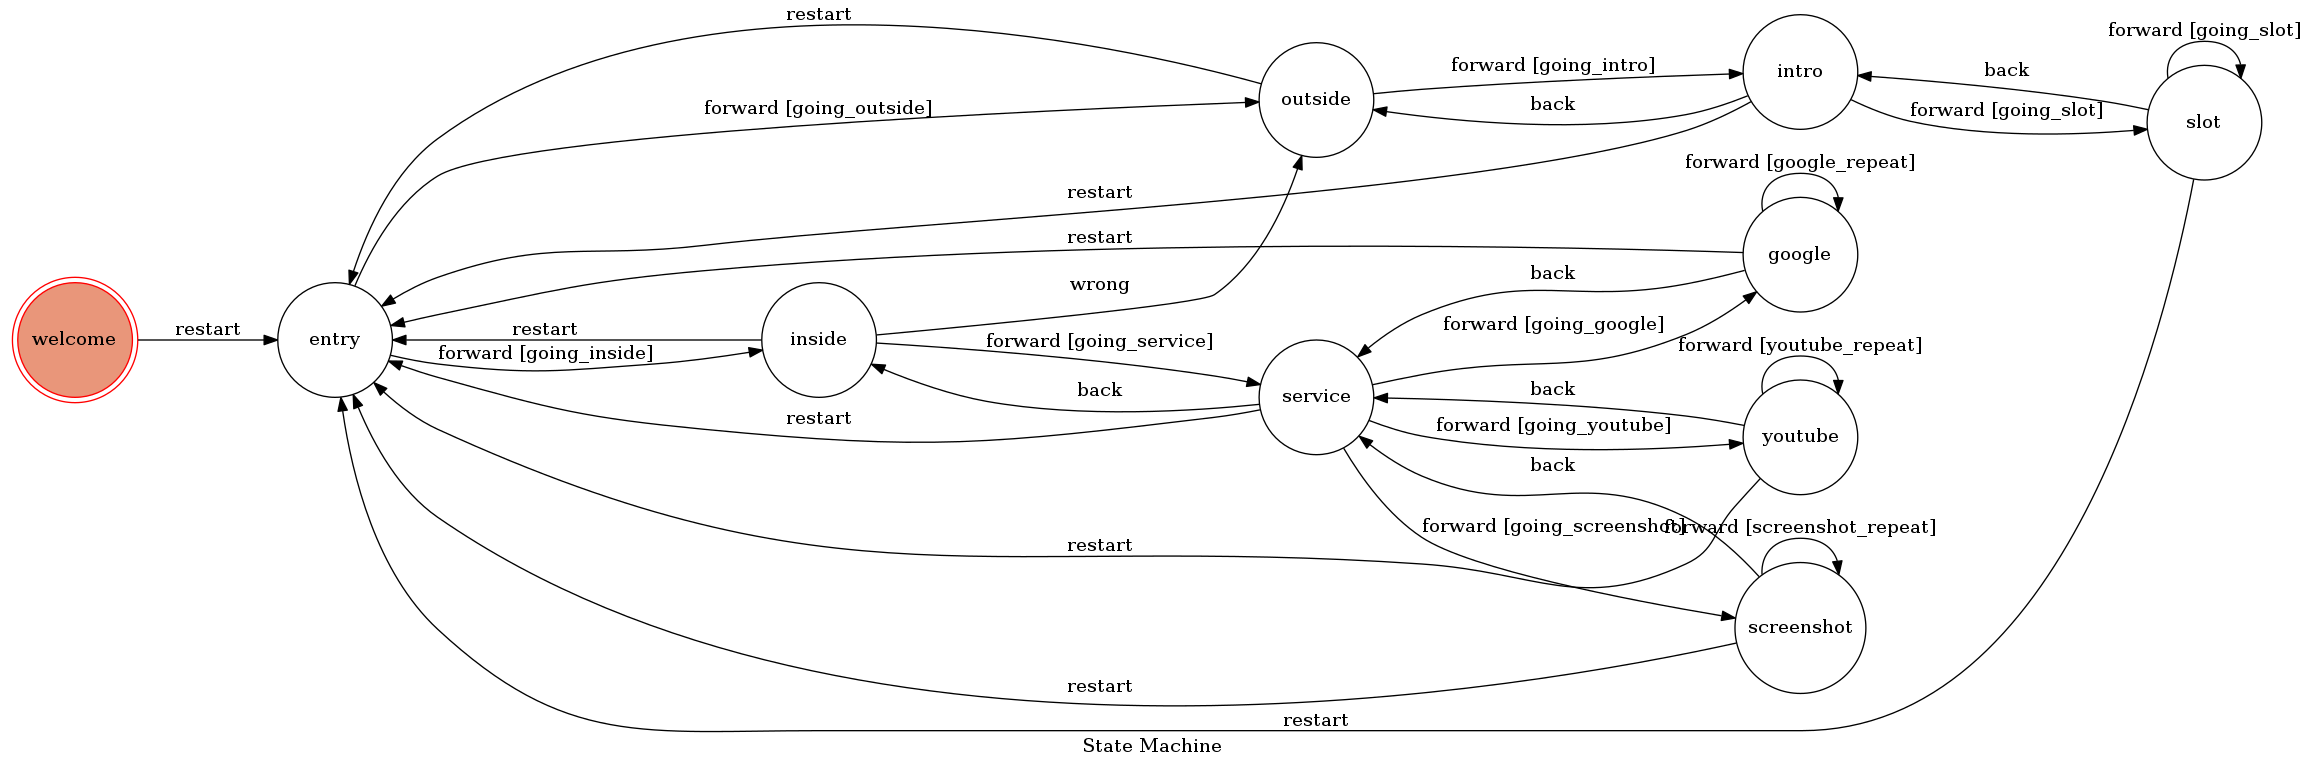 restart
forward [going_slot]
forward [going_intro]
intro
back
outside
back
forward [going_outside]
forward [going_slot]
slot
forward [google_repeat]
restart
restart
google
back
wrong
forward [going_google]
welcome
restart
entry
restart
inside
forward [going_service]
forward [youtube_repeat]
forward [going_inside]
back
back
service
restart
forward [going_youtube]
youtube
back
forward [going_screenshot]
forward [screenshot_repeat]
restart
screenshot
restart
restart
State Machine